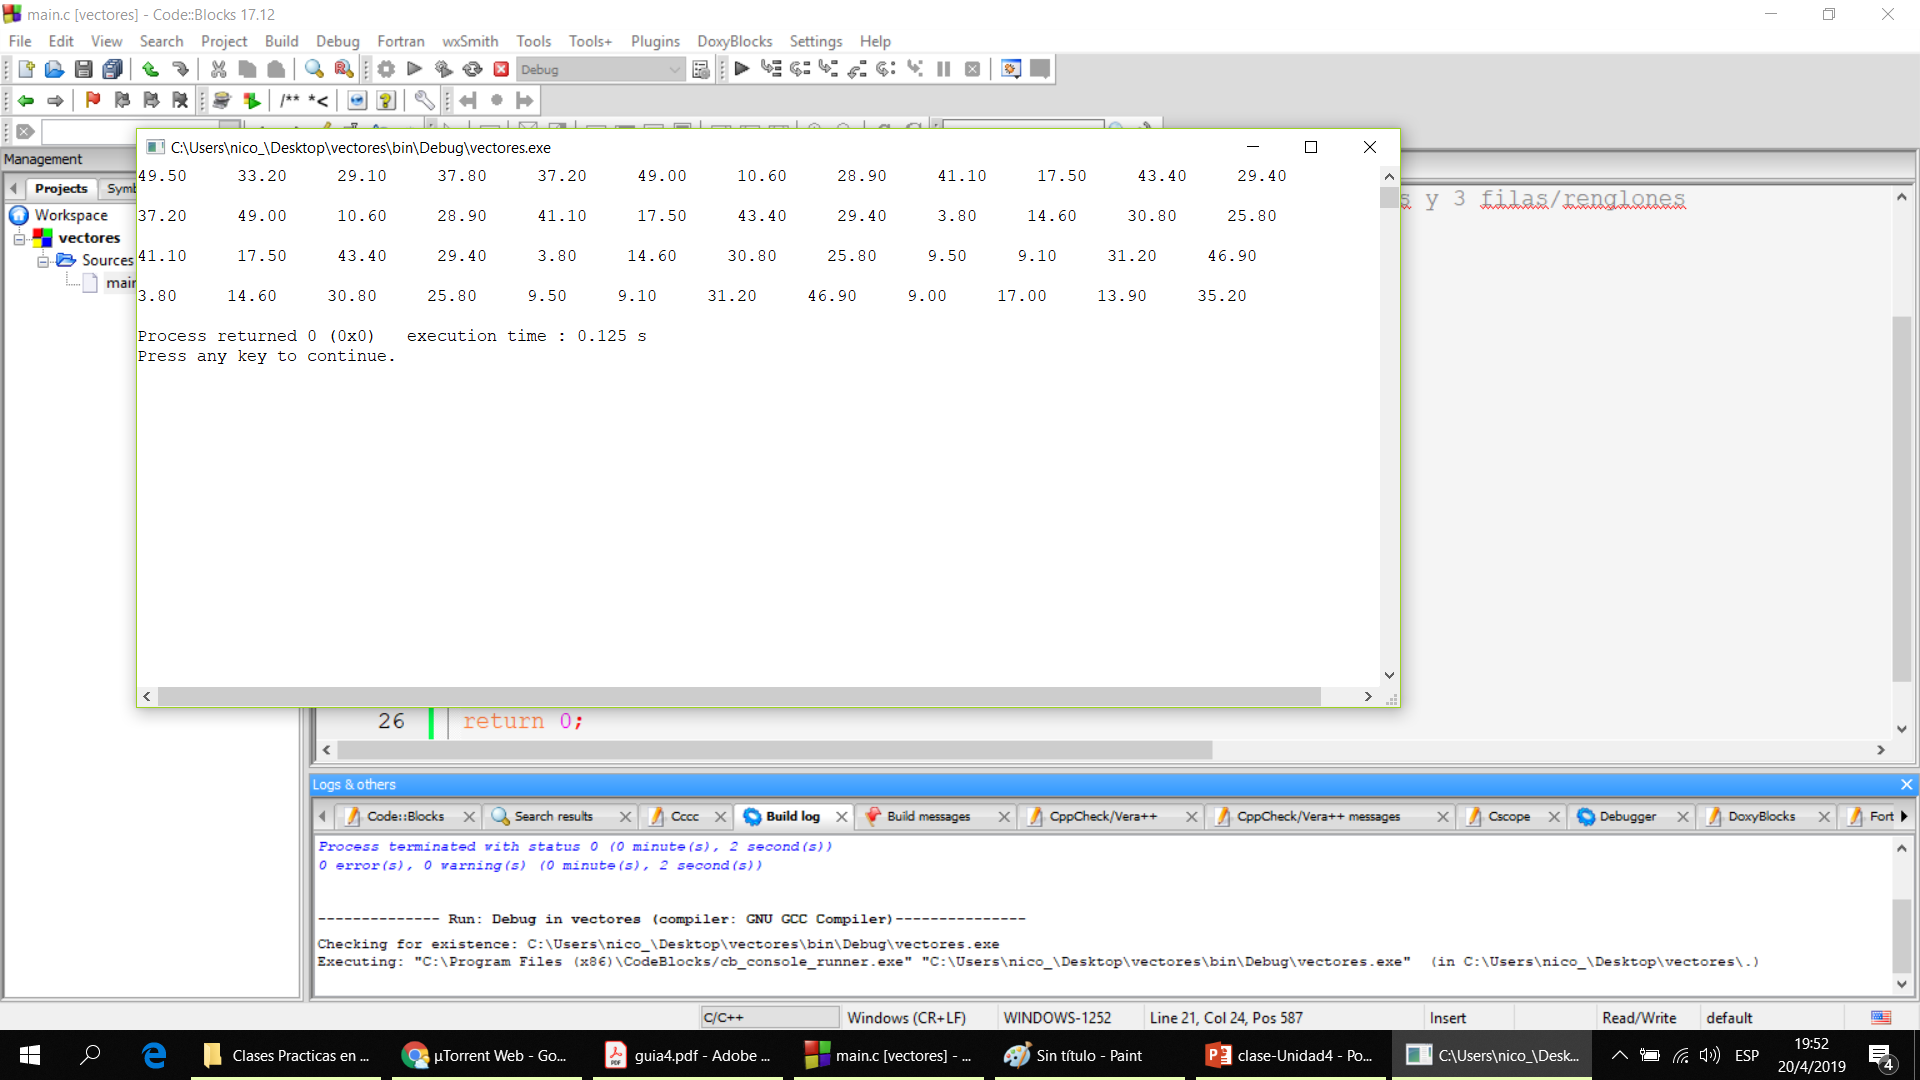 main.c [vectores] - Code::Blocks 17.12
File Edit View Search Project Build Debug Fortran wxSmith Tools Tools+ Plugins DoxyBlocks Settings Help
Debug
/** *<
Management
Projects Symb
Workspace
vectores
Sources
main
C:\Users\nico_\Desktop\vectores\bin\Debug\vectores.exe
49.50 33.20 29.10 37.80 37.20 49.00 10.60 28.90 41.10 17.50 43.40 29.40
37.20 49.00 10.60 28.90 41.10 17.50 43.40 29.40 3.80 14.60 30.80 25.80
41.10 17.50 43.40 29.40 3.80 14.60 30.80 25.80 9.50 9.10 31.20 46.90
3.80 14.60 30.80 25.80 9.50 9.10 31.20 46.90 9.00 17.00 13.90 35.20
Process returned 0 (0x0) execution time : 0.125 s
Press any key to continue.
s y 3 filas/renglones
26 return 0;
Logs & others
Code::Blocks Search results Cccc Build log Build messages CppCheck/Vera++ CppCheck/Vera++ messages Cscope Debugger DoxyBlocks Fort
Process terminated with status 0 (0 minute(s), 2 second(s))
0 error(s), 0 warning(s) (0 minute(s), 2 second(s))
-------------- Run: Debug in vectores (compiler: GNU GCC Compiler)---------------
Checking for existence: C:\Users\nico_\Desktop\vectores\bin\Debug\vectores.exe
Executing: "C:\Program Files (x86)\CodeBlocks/cb_console_runner.exe" "C:\Users\nico_\Desktop\vectores\bin\Debug\vectores.exe" (in C:\Users\nico_\Desktop\vectores\.)
C/C++ Windows (CR+LF) WINDOWS-1252 Line 21, Col 24, Pos 587 Insert Read/Write default
Clases Practicas en ... µTorrent Web - Go... guia4.pdf - Adobe ... main.c [vectores] - ... Sin título - Paint clase-Unidad4 - Po... C:\Users\nico_\Desk... ESP
19:52
20/4/2019
4